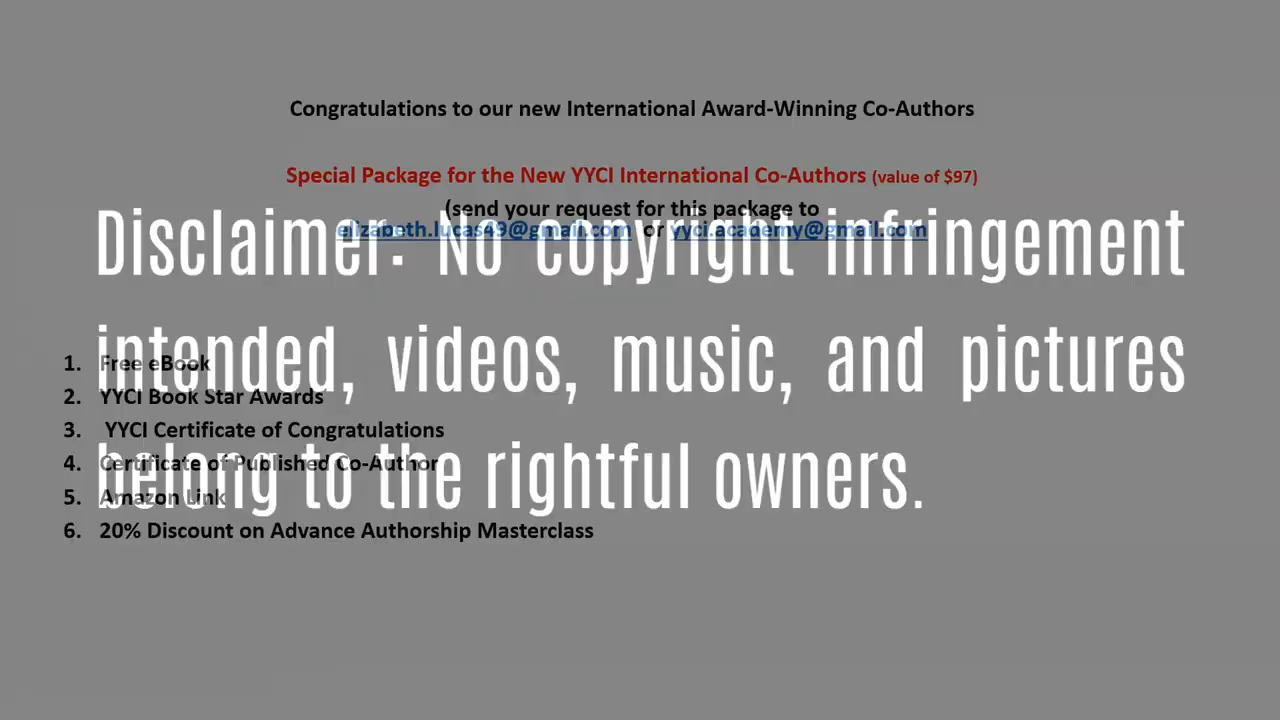 Congratulations to our new International Award-Winning Co-Authors
Special Package for the New YYCI International Co-Authors (value of $97)
(send your request for this package to
elizabeth.lucas49@gmail.com or yyci.academy@gmail.com
Disclaimer: No copyright infringement
intended, videos, music, and pictures
belong to the rightful owners.
1. Free eBook
2. YYCI Book Star Awards
3. YYCI Certificate of Congratulations
4. Certificate of Published Co-Author
5. Amazon Link
6. 20% Discount on Advance Authorship Masterclass